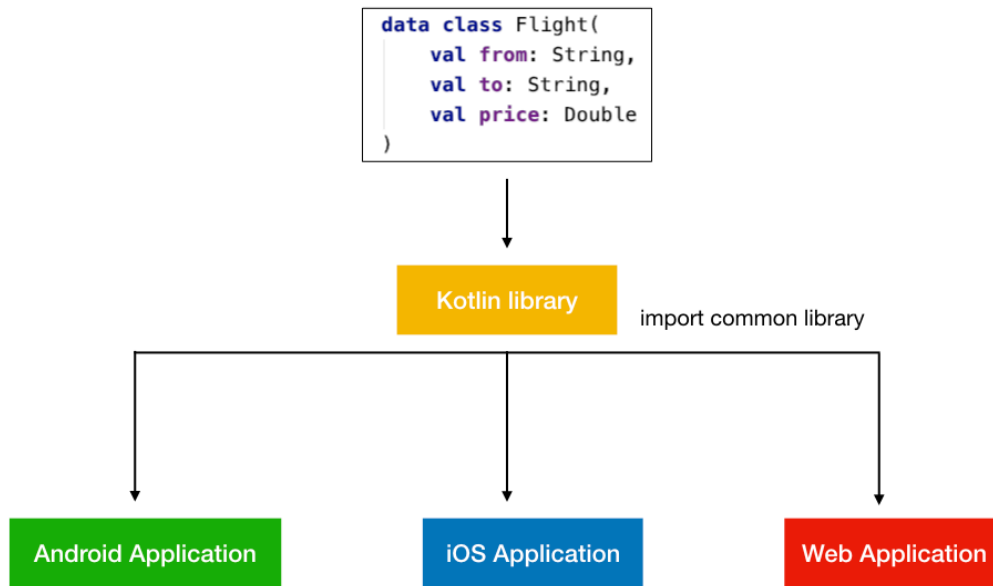 data class Flight(
    val from: String,
    val to: String,
    val price: Double
)
Kotlin library
import common library
Android Application
iOS Application
Web Application